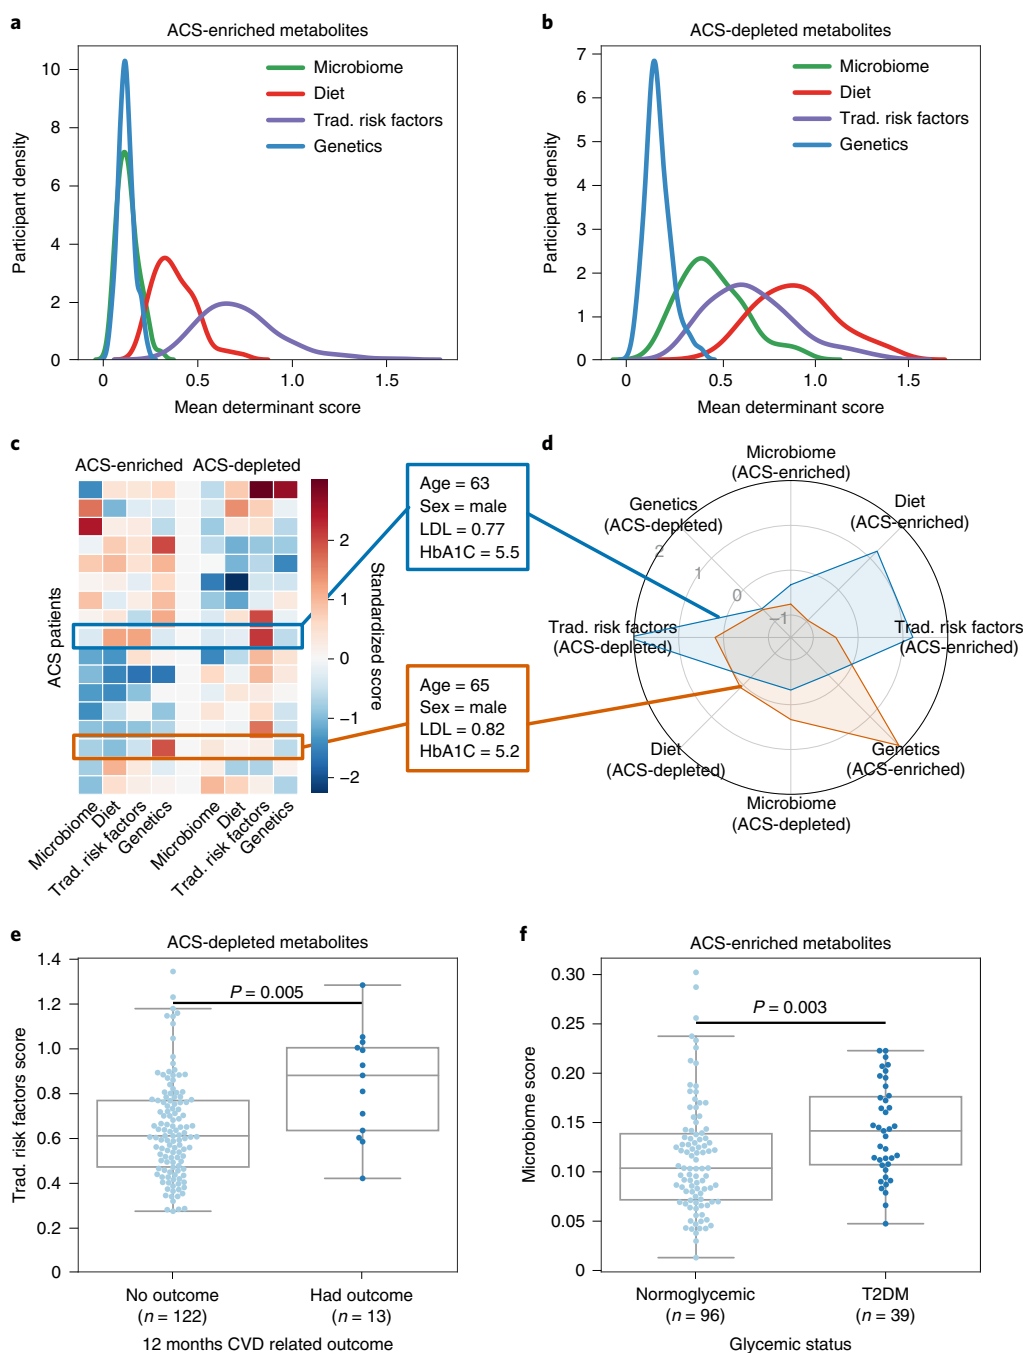 a
ACS-enriched metabolites
Participant density
10
8
6
4
2
0
Microbiome
Diet
Trad. risk factors
Genetics
0
0.5
1.0
1.5
Mean determinant score
b
ACS-depleted metabolites
Participant density
7
6
5
4
3
2
1
0
Microbiome
Diet
Trad. risk factors
Genetics
0
0.5
1.0
1.5
Mean determinant score
c
ACS-enriched
ACS-depleted
ACS patients
2
1
0
−1
−2
Standardized score
Microbiome
Diet
Trad. risk factors
Genetics
Microbiome
Diet
Trad. risk factors
Genetics
Age = 63
Sex = male
LDL = 0.77
HbA1C = 5.5
Age = 65
Sex = male
LDL = 0.82
HbA1C = 5.2
d
Microbiome
(ACS-enriched)
Diet
(ACS-enriched)
Genetics
(ACS-depleted)
2
1
0
−1
Trad. risk factors
(ACS-depleted)
Trad. risk factors
(ACS-enriched)
Diet
(ACS-depleted)
Genetics
(ACS-enriched)
Microbiome
(ACS-depleted)
e
ACS-depleted metabolites
Trad. risk factors score
1.4
1.2
1.0
0.8
0.6
0.4
0.2
0
P = 0.005
No outcome
(n = 122)
Had outcome
(n = 13)
12 months CVD related outcome
f
ACS-enriched metabolites
Microbiome score
0.30
0.25
0.20
0.15
0.10
0.05
0
P = 0.003
Normoglycemic
(n = 96)
T2DM
(n = 39)
Glycemic status